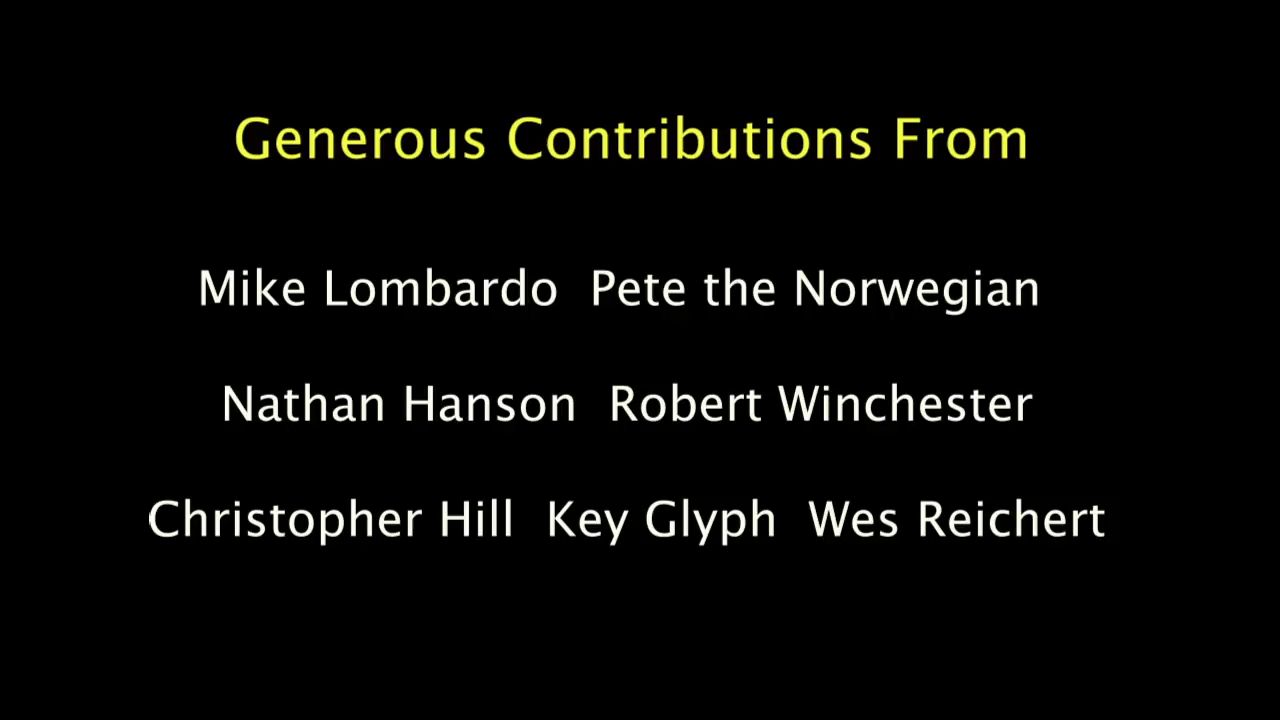 Generous Contributions From
Mike Lombardo  Pete the Norwegian
Nathan Hanson  Robert Winchester
Christopher Hill  Key Glyph  Wes Reichert